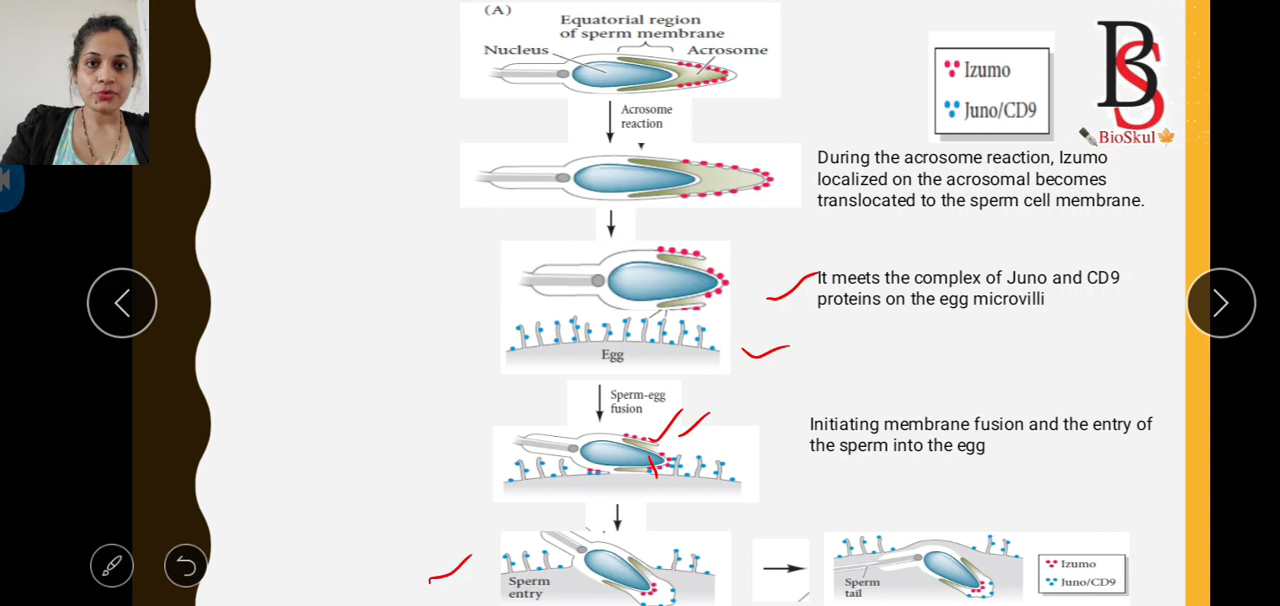 (A)
Equatorial region
of sperm membrane
Nucleus
Acrosome
Acrosome
reaction
Izumo
Juno/CD9
BS
BioSkul
During the acrosome reaction, Izumo
localized on the acrosomal becomes
translocated to the sperm cell membrane.
It meets the complex of Juno and CD9
proteins on the egg microvilli
Egg
Sperm-egg
fusion
Initiating membrane fusion and the entry of
the sperm into the egg
Sperm
entry
Sperm
tail
Izumo
Juno/CD9